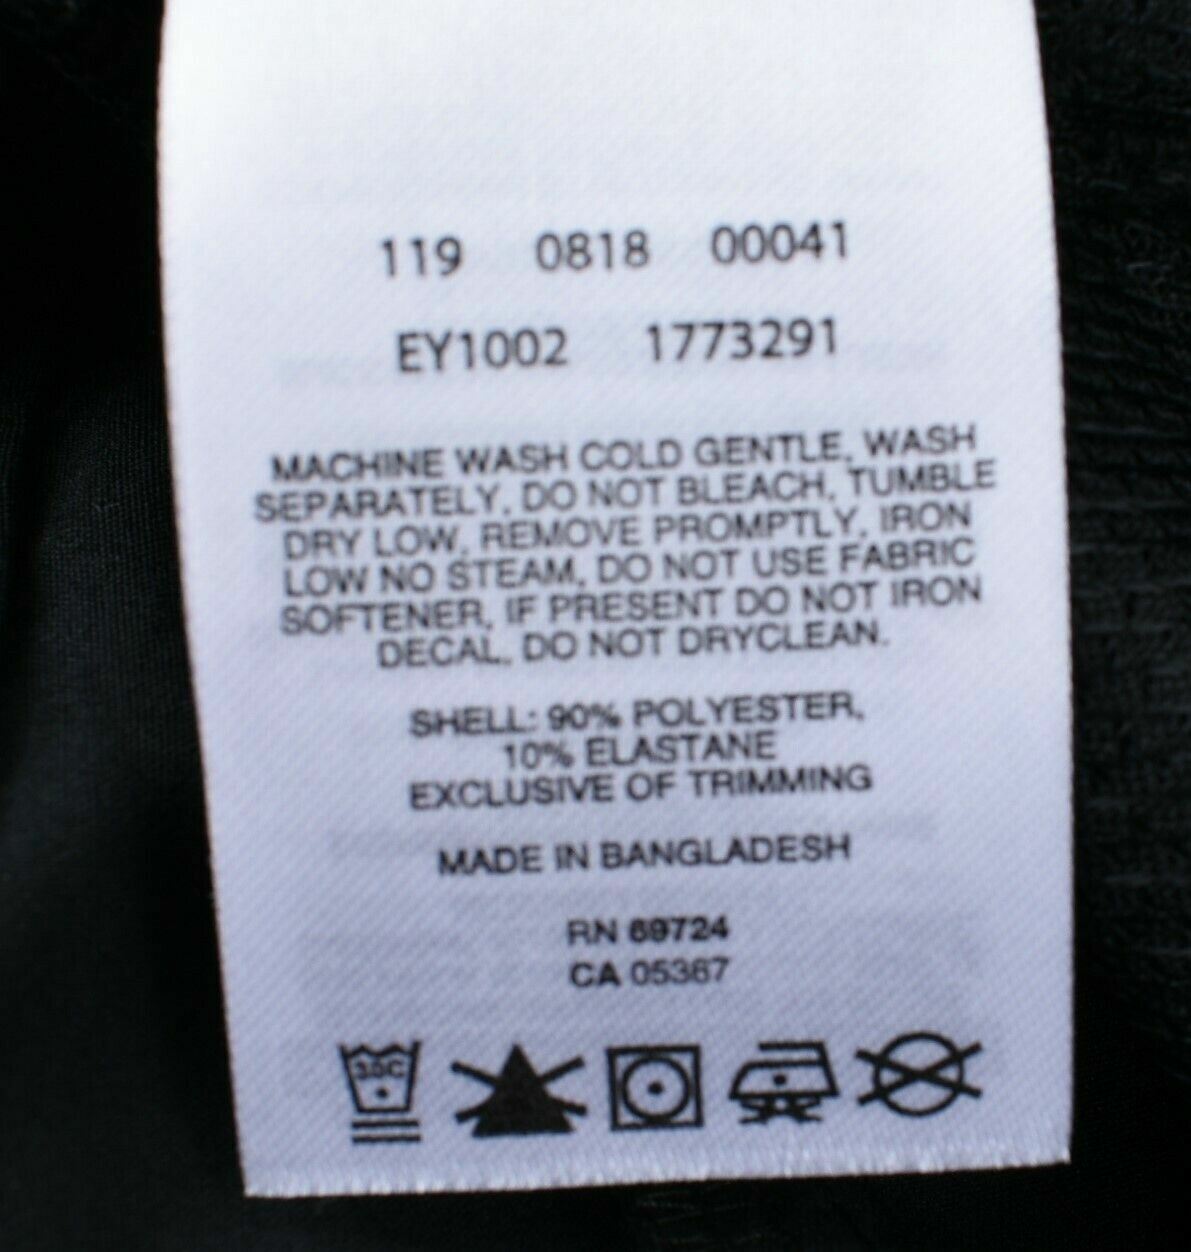 119 0818 00041
EY1002 1773291
MACHINE WASH COLD GENTLE, WASH
SEPARATELY, DO NOT BLEACH, TUMBLE
DRY LOW, REMOVE PROMPTLY, IRON
LOW NO STEAM, DO NOT USE FABRIC
SOFTENER, IF PRESENT DO NOT IRON
DECAL, DO NOT DRYCLEAN.
SHELL: 90% POLYESTER,
10% ELASTANE
EXCLUSIVE OF TRIMMING
MADE IN BANGLADESH
RN 69724
CA 05367
30C